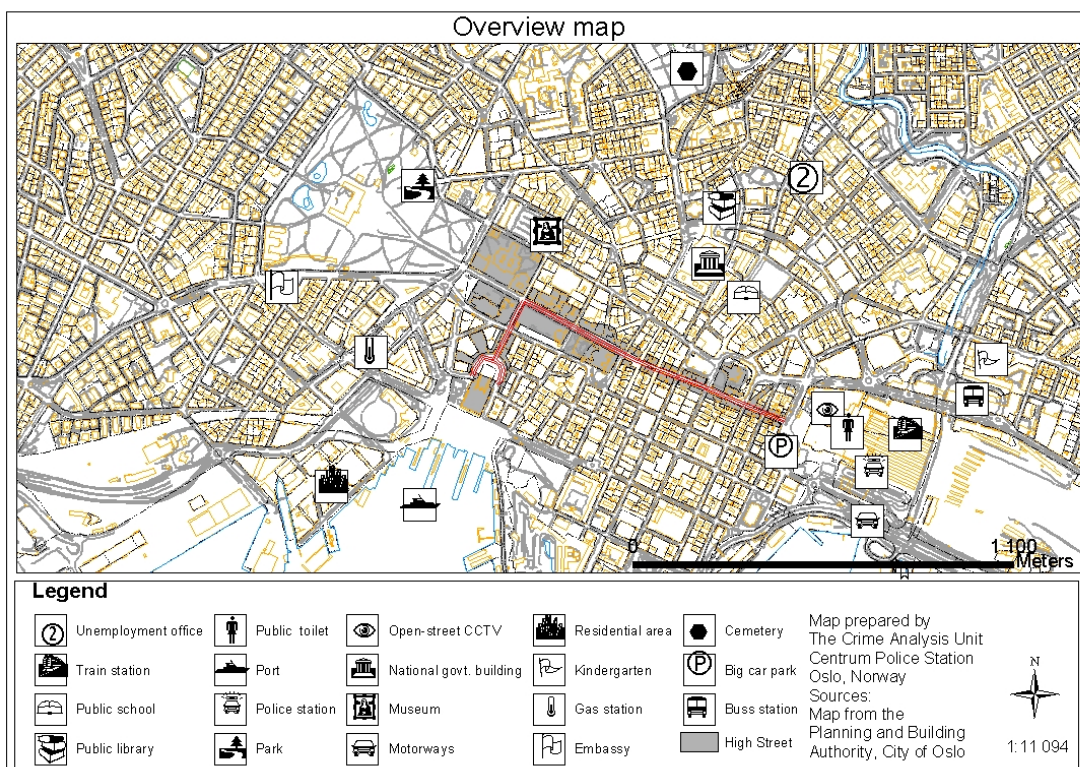 Overview map
2
P
0
1 100
Meters
Legend
2 Unemployment office
Public toilet
Open-street CCTV
Residential area
Cemetery
Train station
Port
National govt. building
Kindergarten
P Big car park
Public school
Police station
Museum
Gas station
Buss station
Public library
Park
Motorways
Embassy
High Street
Map prepared by
The Crime Analysis Unit
Centrum Police Station
Oslo, Norway
Sources:
Map from the
Planning and Building
Authority, City of Oslo
N
1:11 094